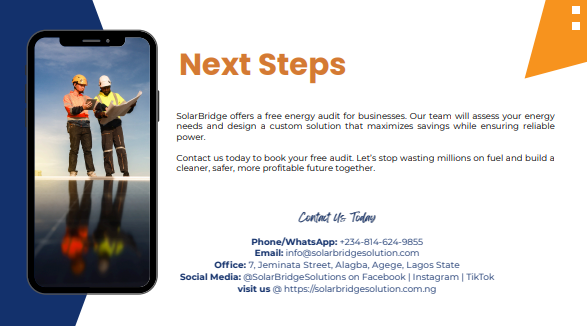 Next Steps
SolarBridge offers a free energy audit for businesses. Our team will assess your energy
needs and design a custom solution that maximizes savings while ensuring reliable
power.
Contact us today to book your free audit. Let's stop wasting millions on fuel and build a
cleaner, safer, more profitable future together.
Contact Us Today
Phone/WhatsApp: +234-814-624-9855
Email: info@solarbridgesolution.com
Office: 7, Jeminata Street, Alagba, Agege, Lagos State
Social Media: @SolarBridgeSolutions on Facebook | Instagram | TikTok
visit us @ https://solarbridgesolution.com.ng